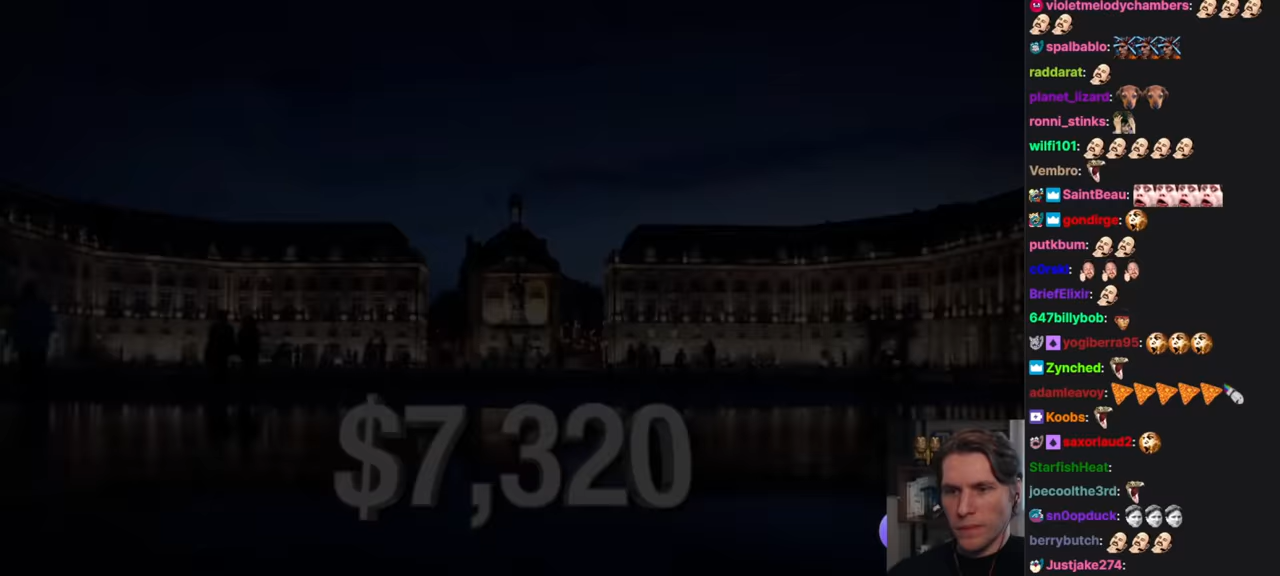 violetmelodychambers:
spalbablo:
raddarat:
planet_lizard:
ronni_stinks:
wilfi101:
Vembro:
SaintBeau:
gondirge:
putkbum:
BriefElixir:
647billybob:
yogiberra95:
Zynched:
adamleavoy:
Koobs:
saxorlaud2:
StarfishHeat:
joecoolthe3rd:
sn0opduck:
berrybutch:
Justjake274:
$7,320